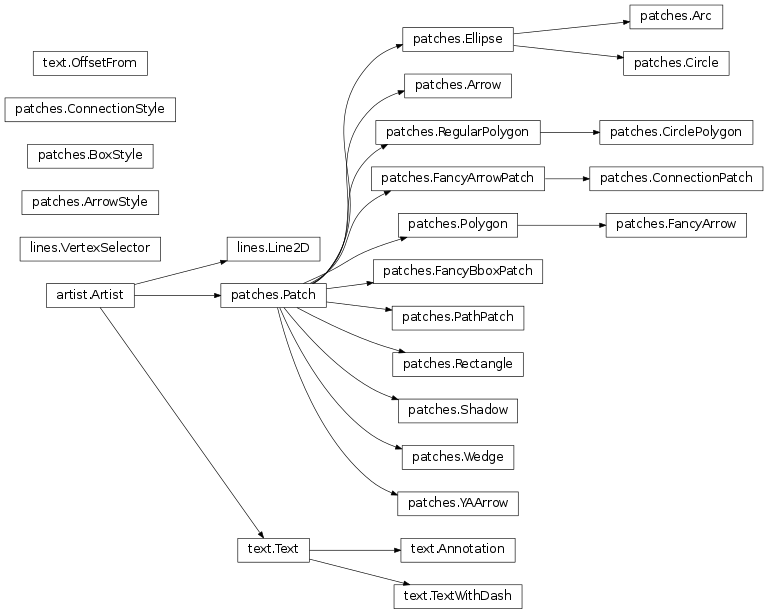 patches.Arc
patches.Ellipse
text.OffsetFrom
patches.Circle
patches.Arrow
patches.ConnectionStyle
patches.RegularPolygon
patches.CirclePolygon
patches.BoxStyle
patches.FancyArrowPatch
patches.ConnectionPatch
patches.ArrowStyle
patches.Polygon
patches.FancyArrow
lines.VertexSelector
lines.Line2D
patches.FancyBboxPatch
artist.Artist
patches.Patch
patches.PathPatch
patches.Rectangle
patches.Shadow
patches.Wedge
patches.YAArrow
text.Text
text.Annotation
text.TextWithDash